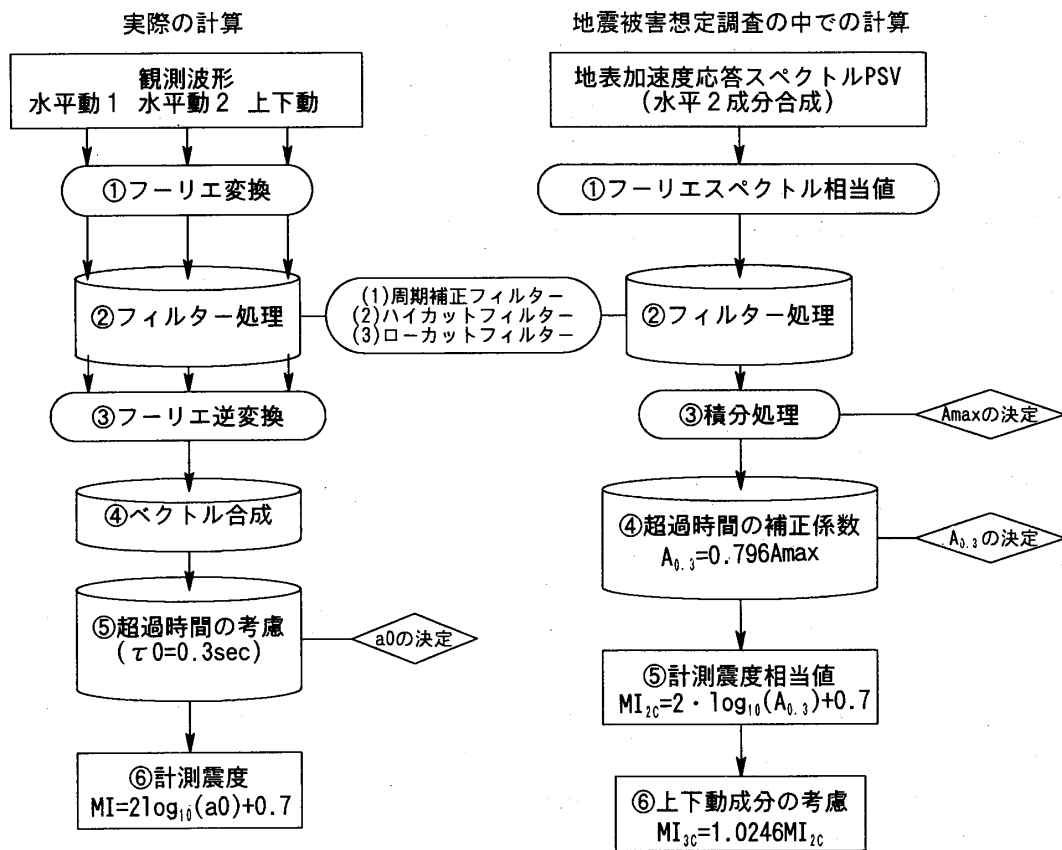 実際の計算
観測波形
水平動1 水平動2 上下動
①フーリエ変換
②フィルター処理
③フーリエ逆変換
④ベクトル合成
⑤超過時間の考慮
(τ0=0.3sec)
a0の決定
⑥計測震度
MI=2log₁₀(a0)+0.7
(1)周期補正フィルター
(2)ハイカットフィルター
(3)ローカットフィルター
地震被害想定調査の中での計算
地表加速度応答スペクトルPSV
(水平2成分合成)
①フーリエスペクトル相当値
②フィルター処理
③積分処理
Amaxの決定
④超過時間の補正係数
A₀.₃=0.796Amax
A₀.₃の決定
⑤計測震度相当値
MI₂C=2・log₁₀(A₀.₃)+0.7
⑥上下動成分の考慮
MI₃C=1.0246MI₂C